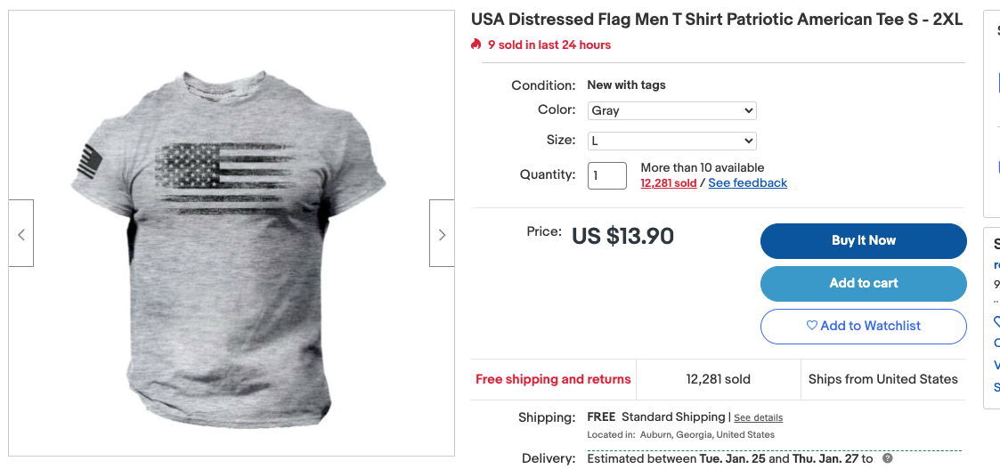 USA Distressed Flag Men T Shirt Patriotic American Tee S - 2XL
9 sold in last 24 hours
Condition: New with tags
Color: Gray
Size: L
Quantity: 1 More than 10 available
12,281 sold / See feedback
Price: US $13.90
Buy It Now
Add to cart
Add to Watchlist
Free shipping and returns 12,281 sold Ships from United States
Shipping: FREE Standard Shipping | See details
Located in: Auburn, Georgia, United States
Delivery: Estimated between Tue. Jan. 25 and Thu. Jan. 27 to